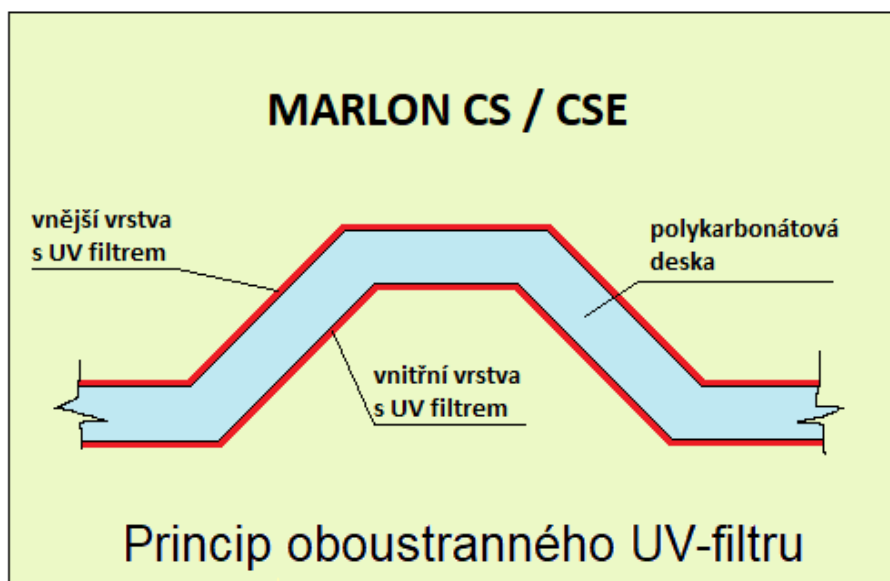 MARLON CS / CSE
vnější vrstva
s UV filtrem
polykarbonátová
deska
vnitřní vrstva
s UV filtrem
Princip oboustranného UV-filtru